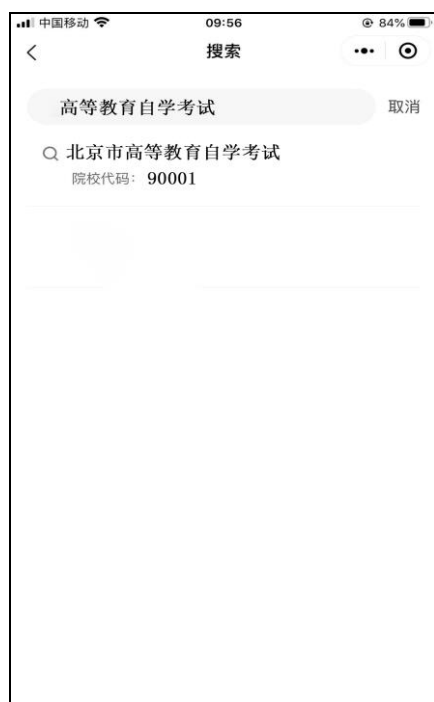 中国移动 09:56 84%
搜索
高等教育自学考试 取消
北京市高等教育自学考试
院校代码: 90001